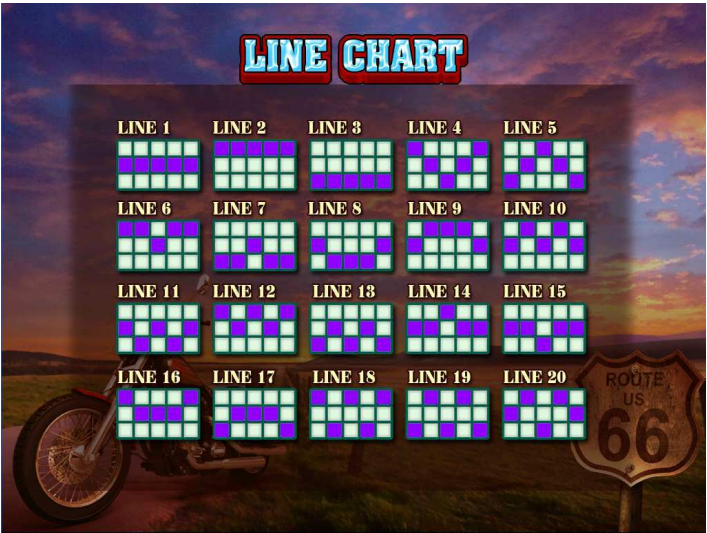 LINE CHART
LINE 1 LINE 2 LINE 3 LINE 4 LINE 5
LINE 6 LINE 7 LINE 8 LINE 9 LINE 10
LINE 11 LINE 12 LINE 13 LINE 14 LINE 15
LINE 16 LINE 17 LINE 18 LINE 19 LINE 20
ROUTE
US
66